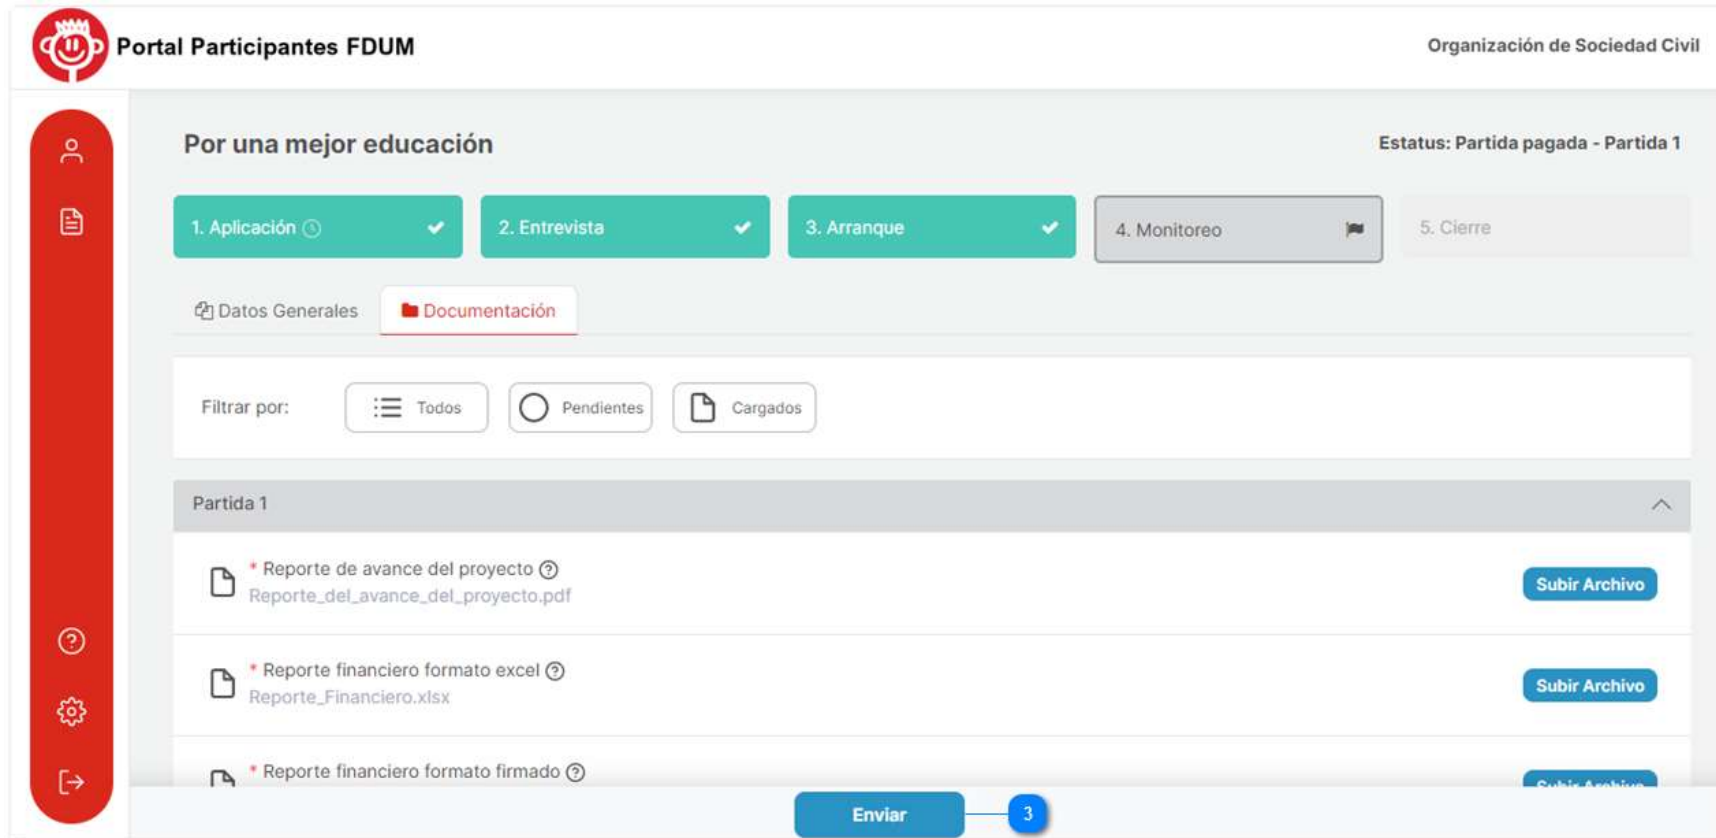 Portal Participantes FDUM
Organización de Sociedad Civil
Por una mejor educación
Estatus: Partida pagada - Partida 1
1. Aplicación
2. Entrevista
3. Arranque
4. Monitoreo
5. Cierre
Datos Generales
Documentación
Filtrar por:
Todos
Pendientes
Cargados
Partida 1
* Reporte de avance del proyecto
Reporte_del_avance_del_proyecto.pdf
Subir Archivo
* Reporte financiero formato excel
Reporte_Financiero.xlsx
Subir Archivo
* Reporte financiero formato firmado
Subir Archivo
Enviar
3